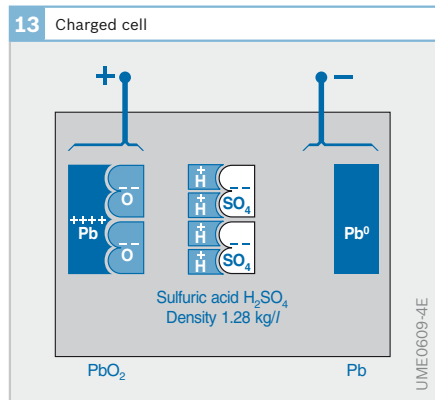 13 Charged cell
+ −
++++
Pb
− −
O
− −
O
+
H
+
H
− −
SO₄
+
H
+
H
− −
SO₄
Pb⁰
Sulfuric acid H₂SO₄
Density 1.28 kg/l
PbO₂ Pb
UME0609-4E